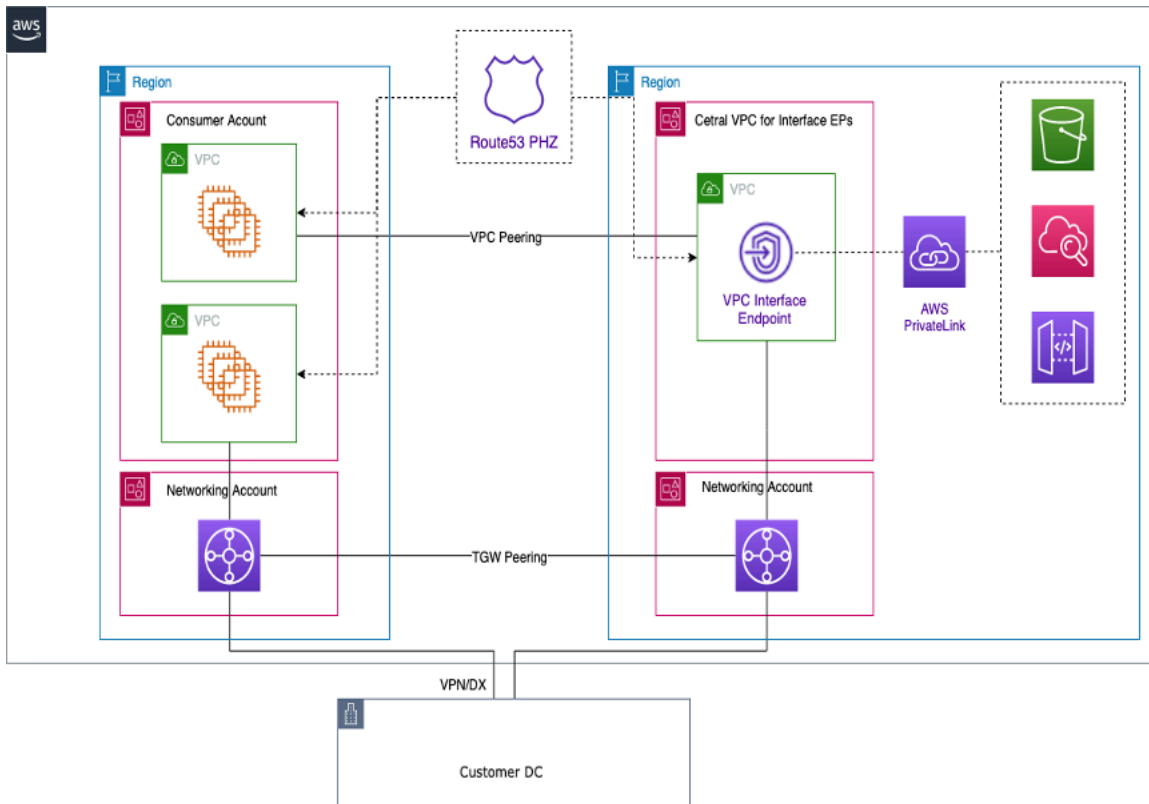 aws
Region
Consumer Acount
VPC
VPC
Networking Account
Route53 PHZ
VPC Peering
TGW Peering
Region
Cetral VPC for Interface EPs
VPC
VPC Interface
Endpoint
AWS
PrivateLink
Networking Account
VPN/DX
Customer DC